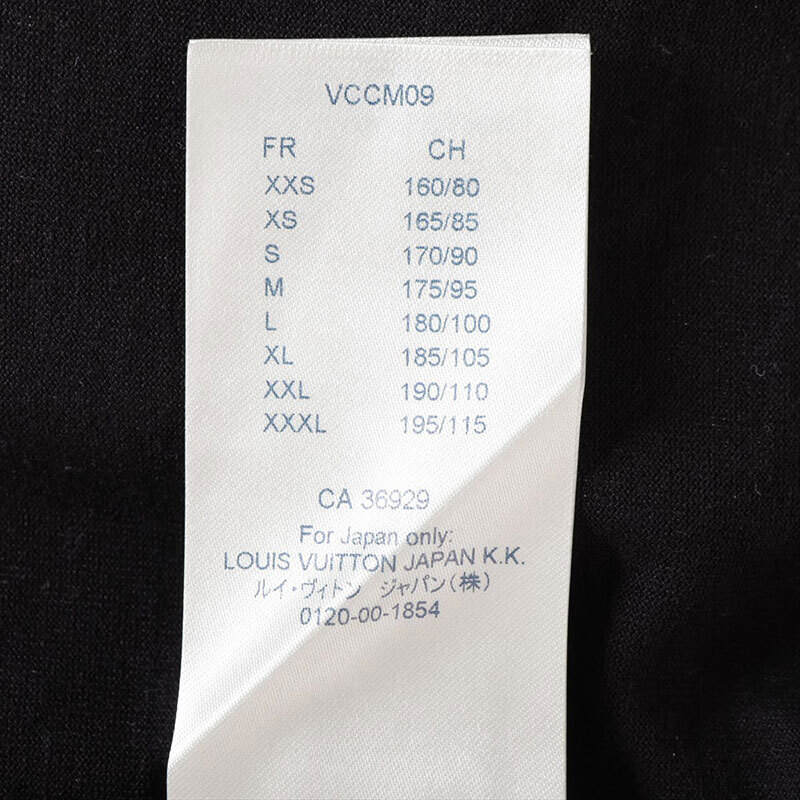 VCCM09
FR CH
XXS 160/80
XS 165/85
S 170/90
M 175/95
L 180/100
XL 185/105
XXL 190/110
XXXL 195/115
CA 36929
For Japan only:
LOUIS VUITTON JAPAN K.K.
ルイ・ヴィトン ジャパン(株)
0120-00-1854